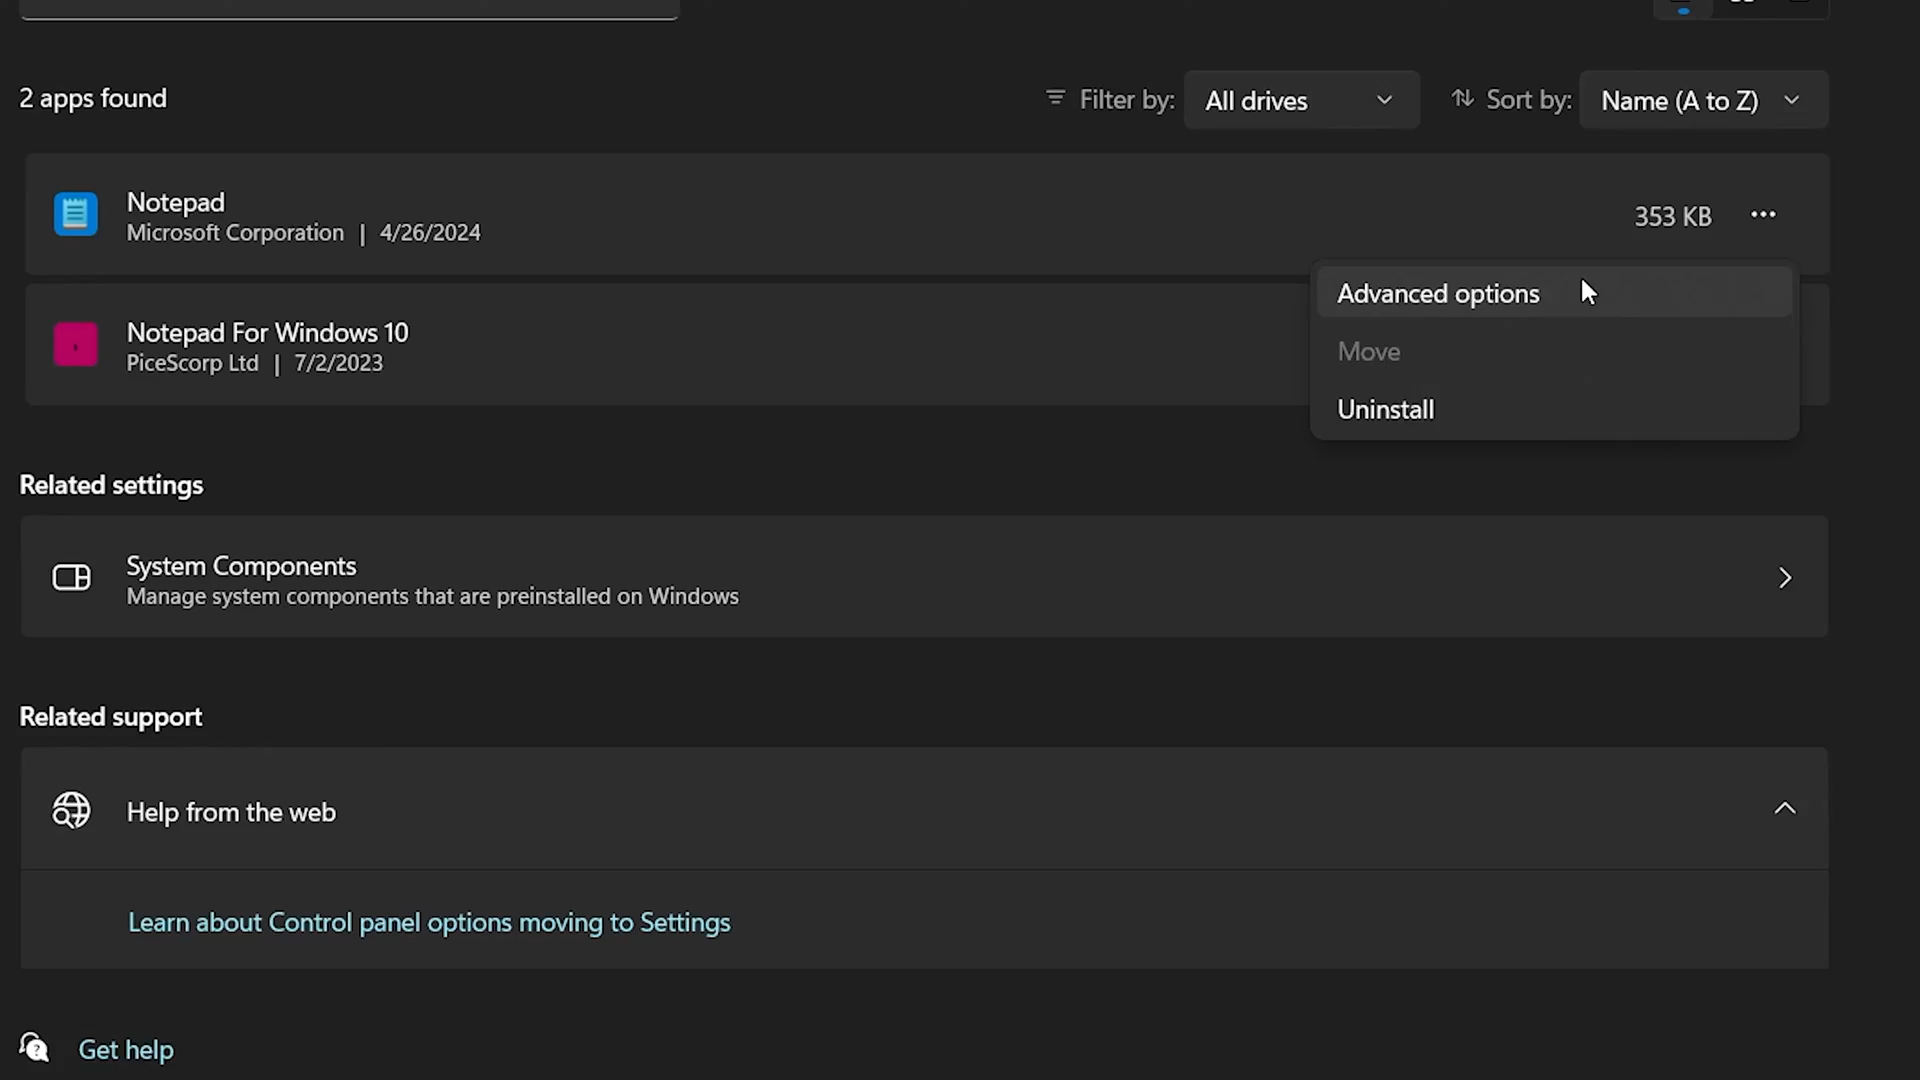 2 apps found
Filter by:
All drives
Sort by:
Name (A to Z)
Notepad
Microsoft Corporation | 4/26/2024
353 KB
Advanced options
Move
Uninstall
Notepad For Windows 10
PiceScorp Ltd | 7/2/2023
Related settings
System Components
Manage system components that are preinstalled on Windows
Related support
Help from the web
Learn about Control panel options moving to Settings
Get help